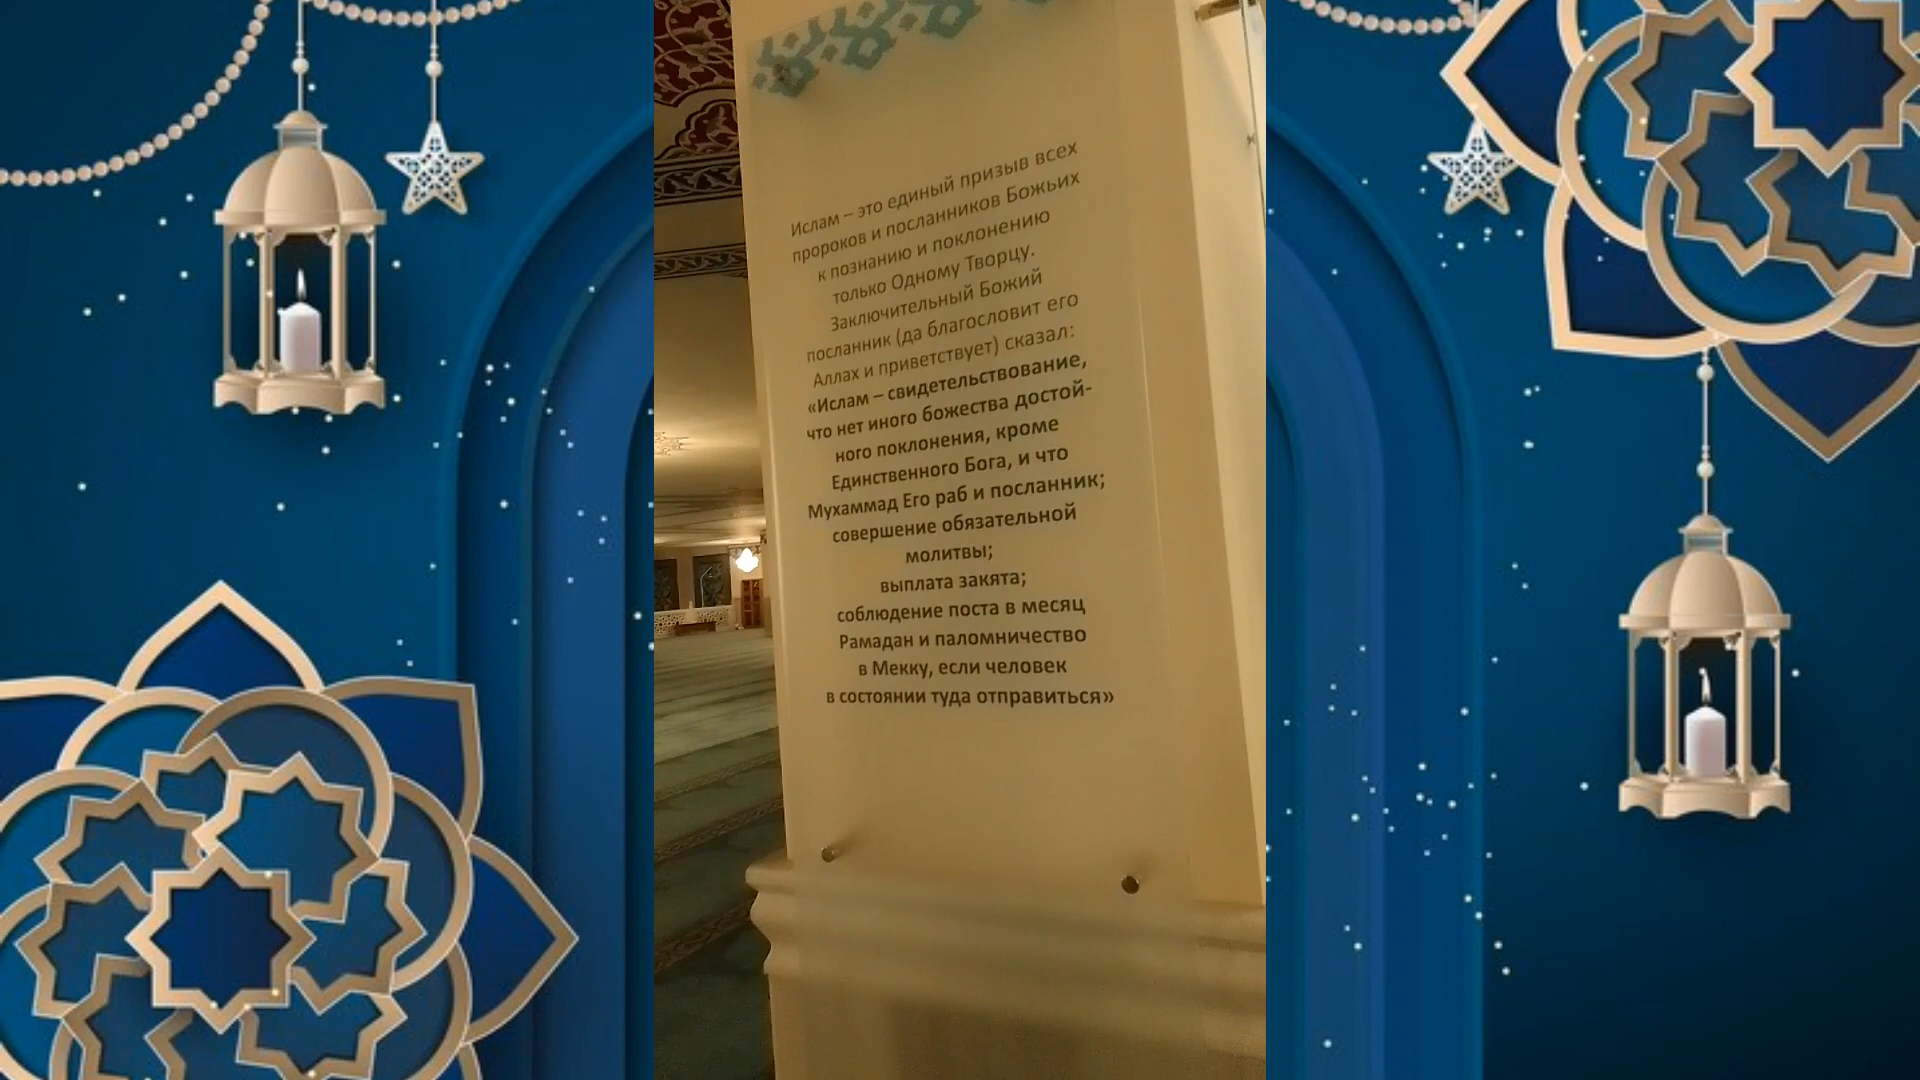 Ислам – это единый призыв всех
пророков и посланников Божьих
к познанию и поклонению
только Одному Творцу.
Заключительный Божий
посланник (да благословит его
Аллах и приветствует) сказал:
«Ислам – свидетельствование,
что нет иного божества достой-
ного поклонения, кроме
Единственного Бога, и что
Мухаммад Его раб и посланник;
совершение обязательной
молитвы;
выплата закята;
соблюдение поста в месяц
Рамадан и паломничество
в Мекку, если человек
в состоянии туда отправиться»